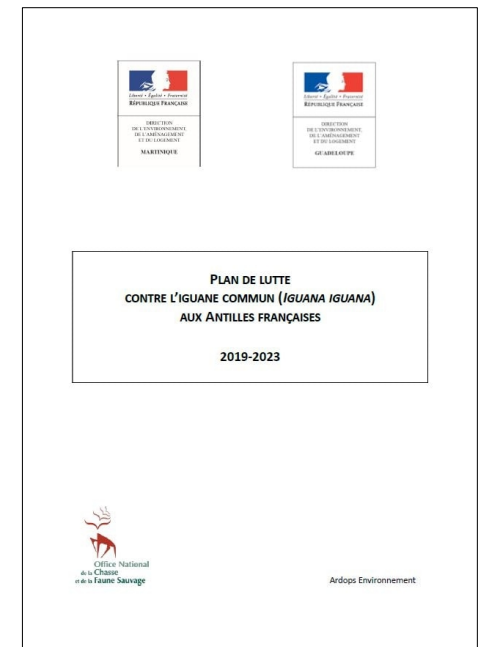 Liberté • Égalité • Fraternité
RÉPUBLIQUE FRANÇAISE
DIRECTION
DE L'ENVIRONNEMENT,
DE L'AMÉNAGEMENT
ET DU LOGEMENT
MARTINIQUE
Liberté • Égalité • Fraternité
RÉPUBLIQUE FRANÇAISE
DIRECTION
DE L'ENVIRONNEMENT,
DE L'AMÉNAGEMENT
ET DU LOGEMENT
GUADELOUPE
PLAN DE LUTTE
CONTRE L'IGUANE COMMUN (IGUANA IGUANA)
AUX ANTILLES FRANÇAISES
2019-2023
Office National
de la Chasse
et de la Faune Sauvage
Ardops Environnement